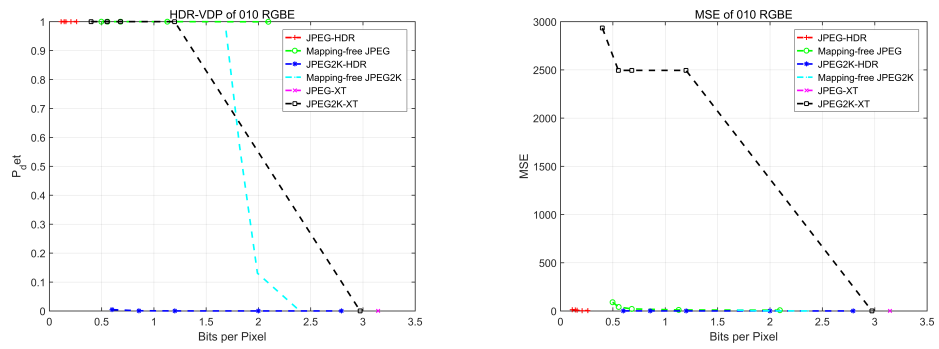 HDR-VDP of 010 RGBE
1
0.9
0.8
0.7
0.6
0.5
0.4
0.3
0.2
0.1
0
P_det
0 0.5 1 1.5 2 2.5 3 3.5
Bits per Pixel
JPEG-HDR
Mapping-free JPEG
JPEG2K-HDR
Mapping-free JPEG2K
JPEG-XT
JPEG2K-XT
MSE of 010 RGBE
3000
2500
2000
1500
1000
500
0
MSE
0 0.5 1 1.5 2 2.5 3 3.5
Bits per Pixel
JPEG-HDR
Mapping-free JPEG
JPEG2K-HDR
Mapping-free JPEG2K
JPEG-XT
JPEG2K-XT